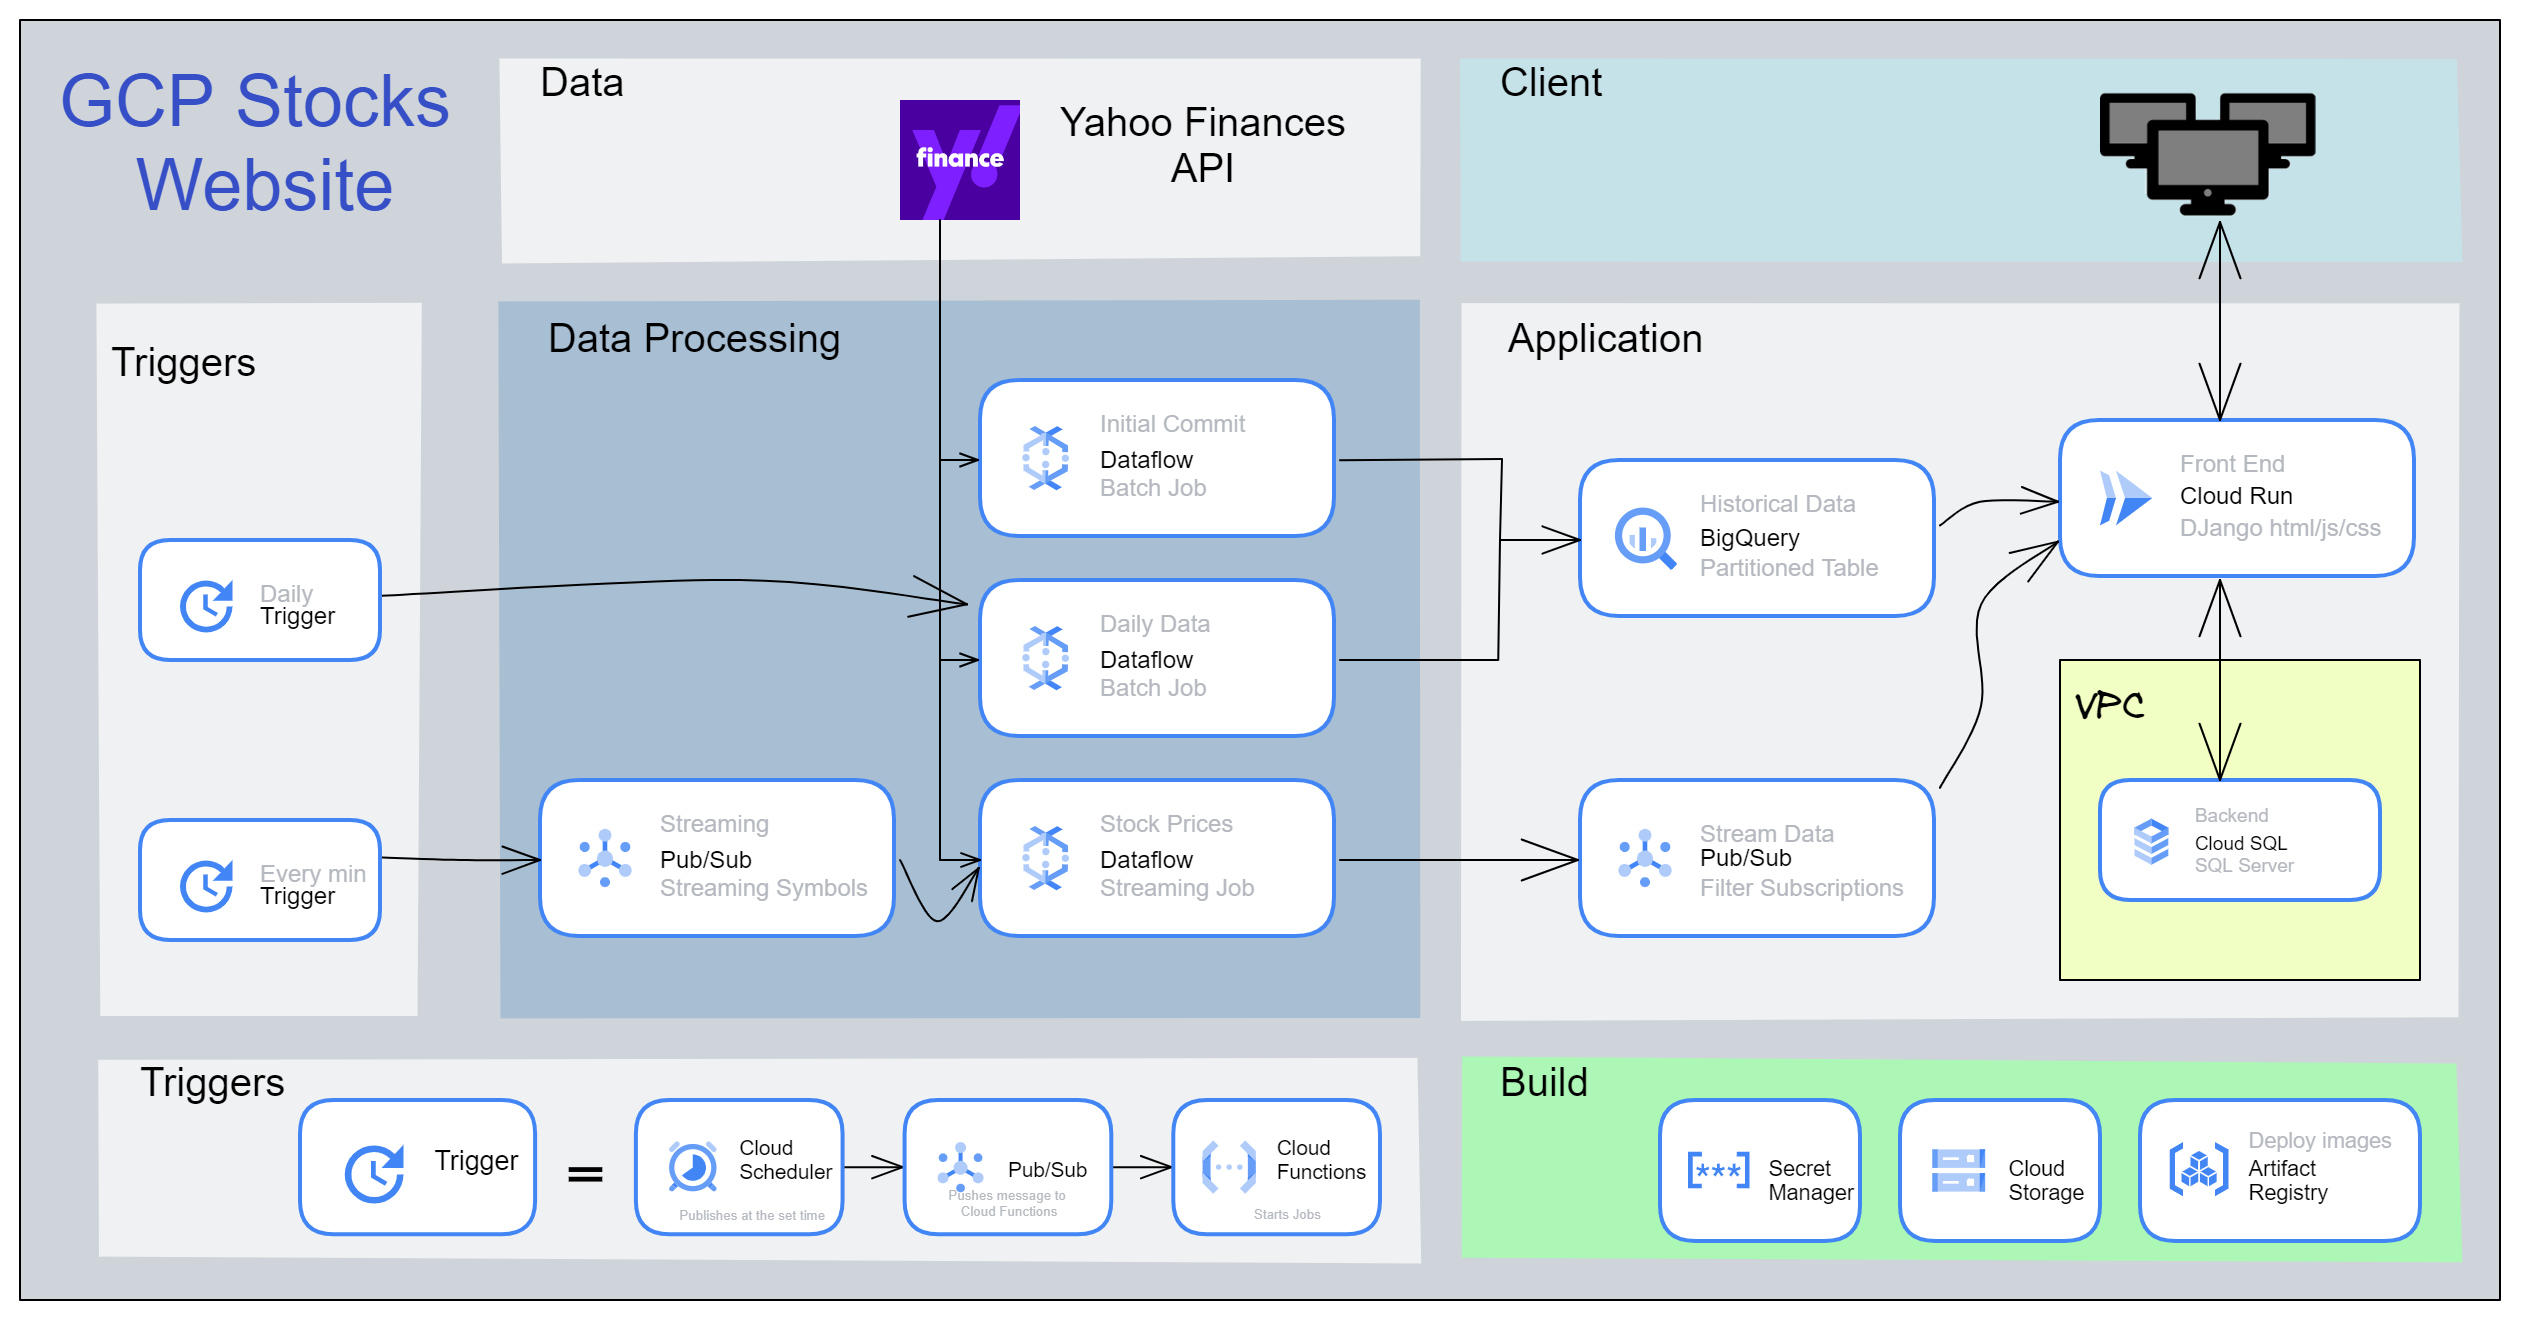 GCP Stocks
Website
Data
finance
Yahoo Finances
API
Client
Triggers
Daily
Trigger
Every min
Trigger
Data Processing
Initial Commit
Dataflow
Batch Job
Daily Data
Dataflow
Batch Job
Streaming
Pub/Sub
Streaming Symbols
Stock Prices
Dataflow
Streaming Job
Application
Historical Data
BigQuery
Partitioned Table
Front End
Cloud Run
DJango html/js/css
Stream Data
Pub/Sub
Filter Subscriptions
VPC
Backend
Cloud SQL
SQL Server
Triggers
Trigger
=
Cloud
Scheduler
Publishes at the set time
Pub/Sub
Pushes message to
Cloud Functions
Cloud
Functions
Starts Jobs
Build
[***]
Secret
Manager
Cloud
Storage
Deploy images
Artifact
Registry